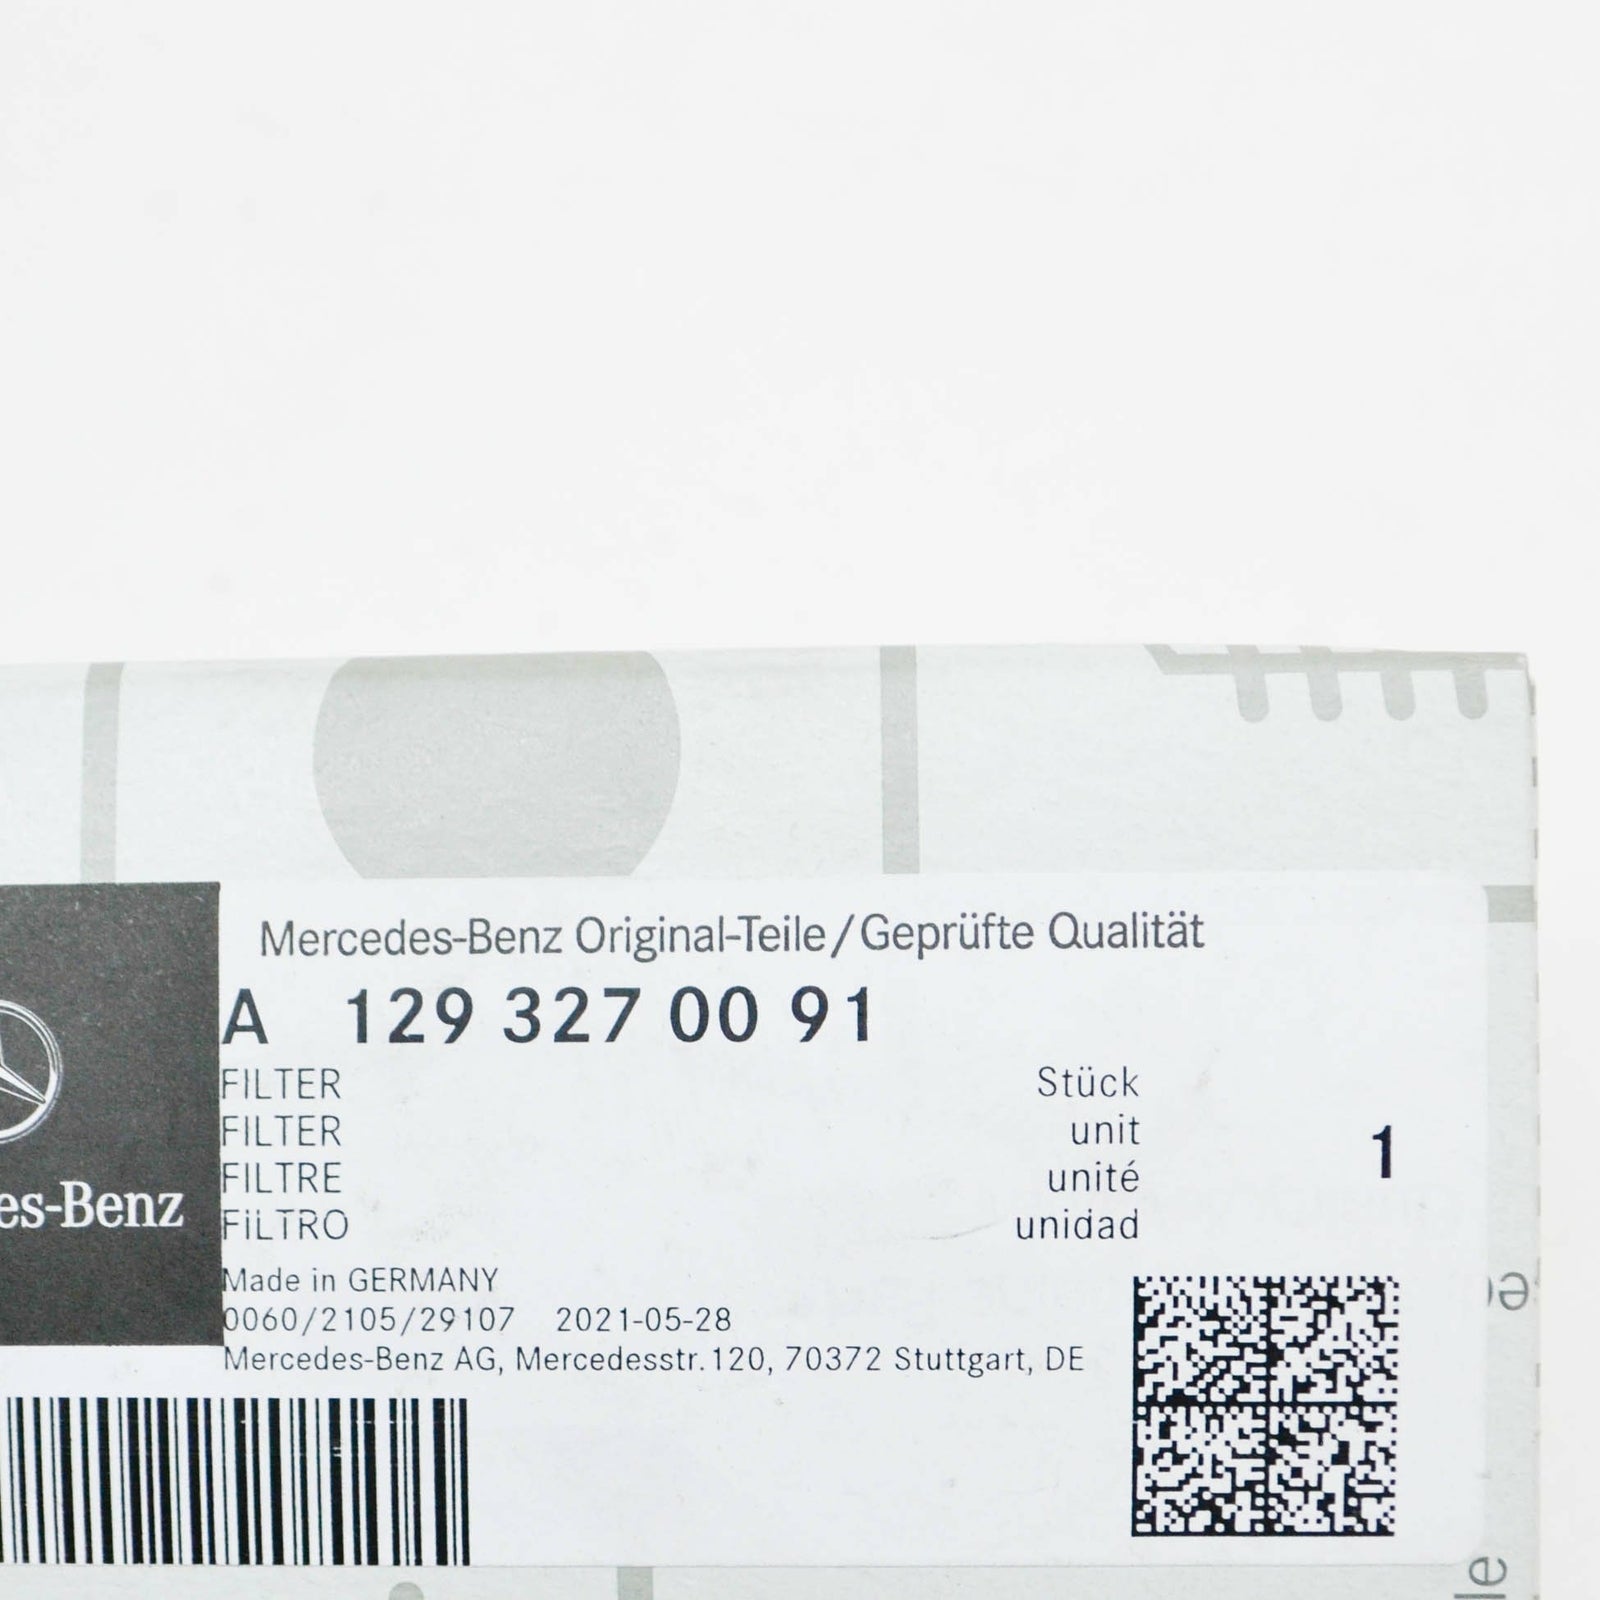 Mercedes-Benz Original-Teile/Geprüfte Qualität
A 129 327 00 91
FILTER
FILTER
FILTRE
FiLTRO
Stück
unit
unité
unidad
1
es-Benz
Made in GERMANY
0060/2105/29107 2021-05-28
Mercedes-Benz AG, Mercedesstr.120, 70372 Stuttgart, DE